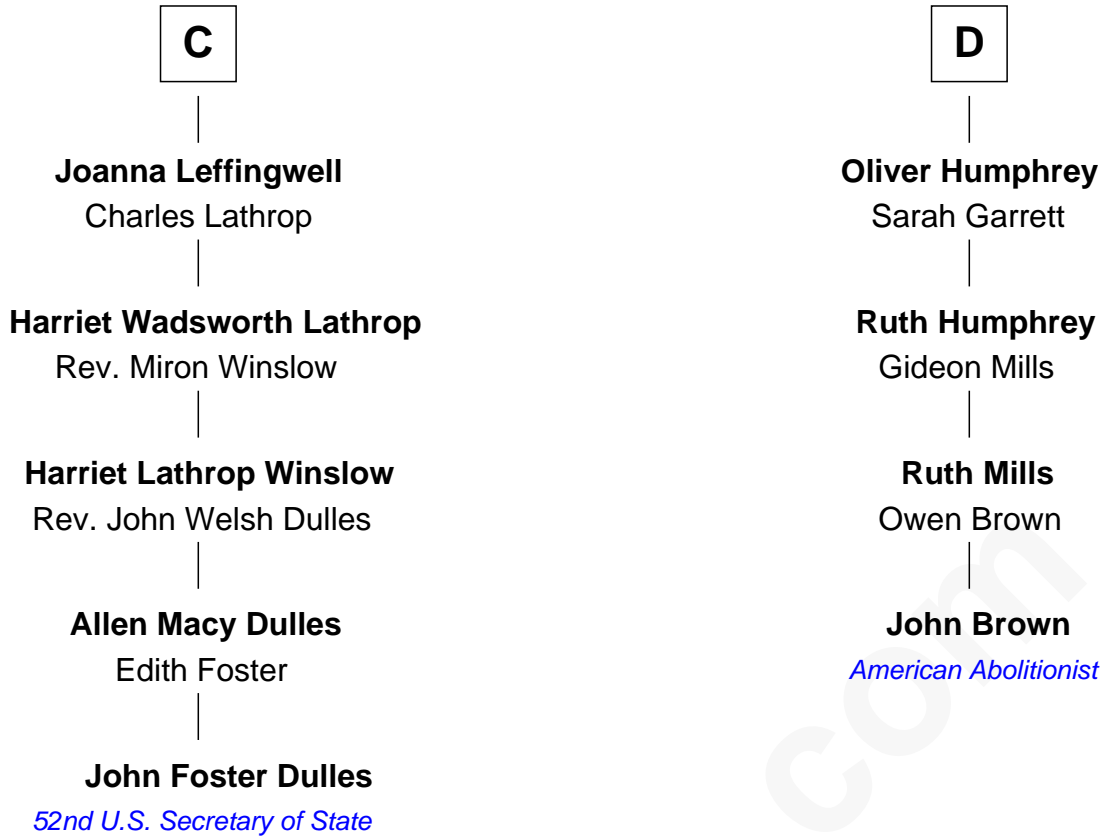 C
Joanna Leffingwell
Charles Lathrop
Harriet Wadsworth Lathrop
Rev. Miron Winslow
Harriet Lathrop Winslow
Rev. John Welsh Dulles
Allen Macy Dulles
Edith Foster
John Foster Dulles
52nd U.S. Secretary of State
D
Oliver Humphrey
Sarah Garrett
Ruth Humphrey
Gideon Mills
Ruth Mills
Owen Brown
John Brown
American Abolitionist
com